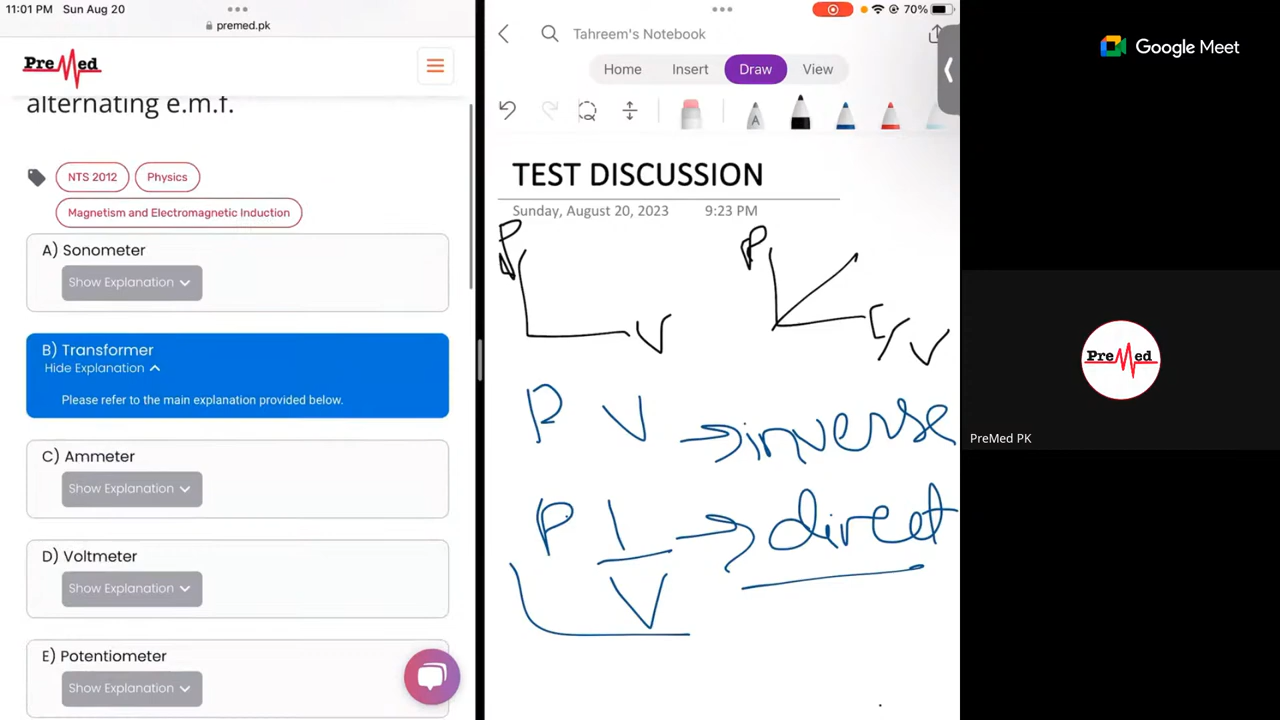 11:01 PM Sun Aug 20
premed.pk
PreMed
alternating e.m.f.
NTS 2012
Physics
Magnetism and Electromagnetic Induction
A) Sonometer
Show Explanation
B) Transformer
Hide Explanation
Please refer to the main explanation provided below.
C) Ammeter
Show Explanation
D) Voltmeter
Show Explanation
E) Potentiometer
Show Explanation
70%
Tahreem's Notebook
Home Insert Draw View
A
TEST DISCUSSION
Sunday, August 20, 2023 9:23 PM
P
V
P
V
P V → inverse
P 1 → direct
V
Google Meet
PreMed
PreMed PK